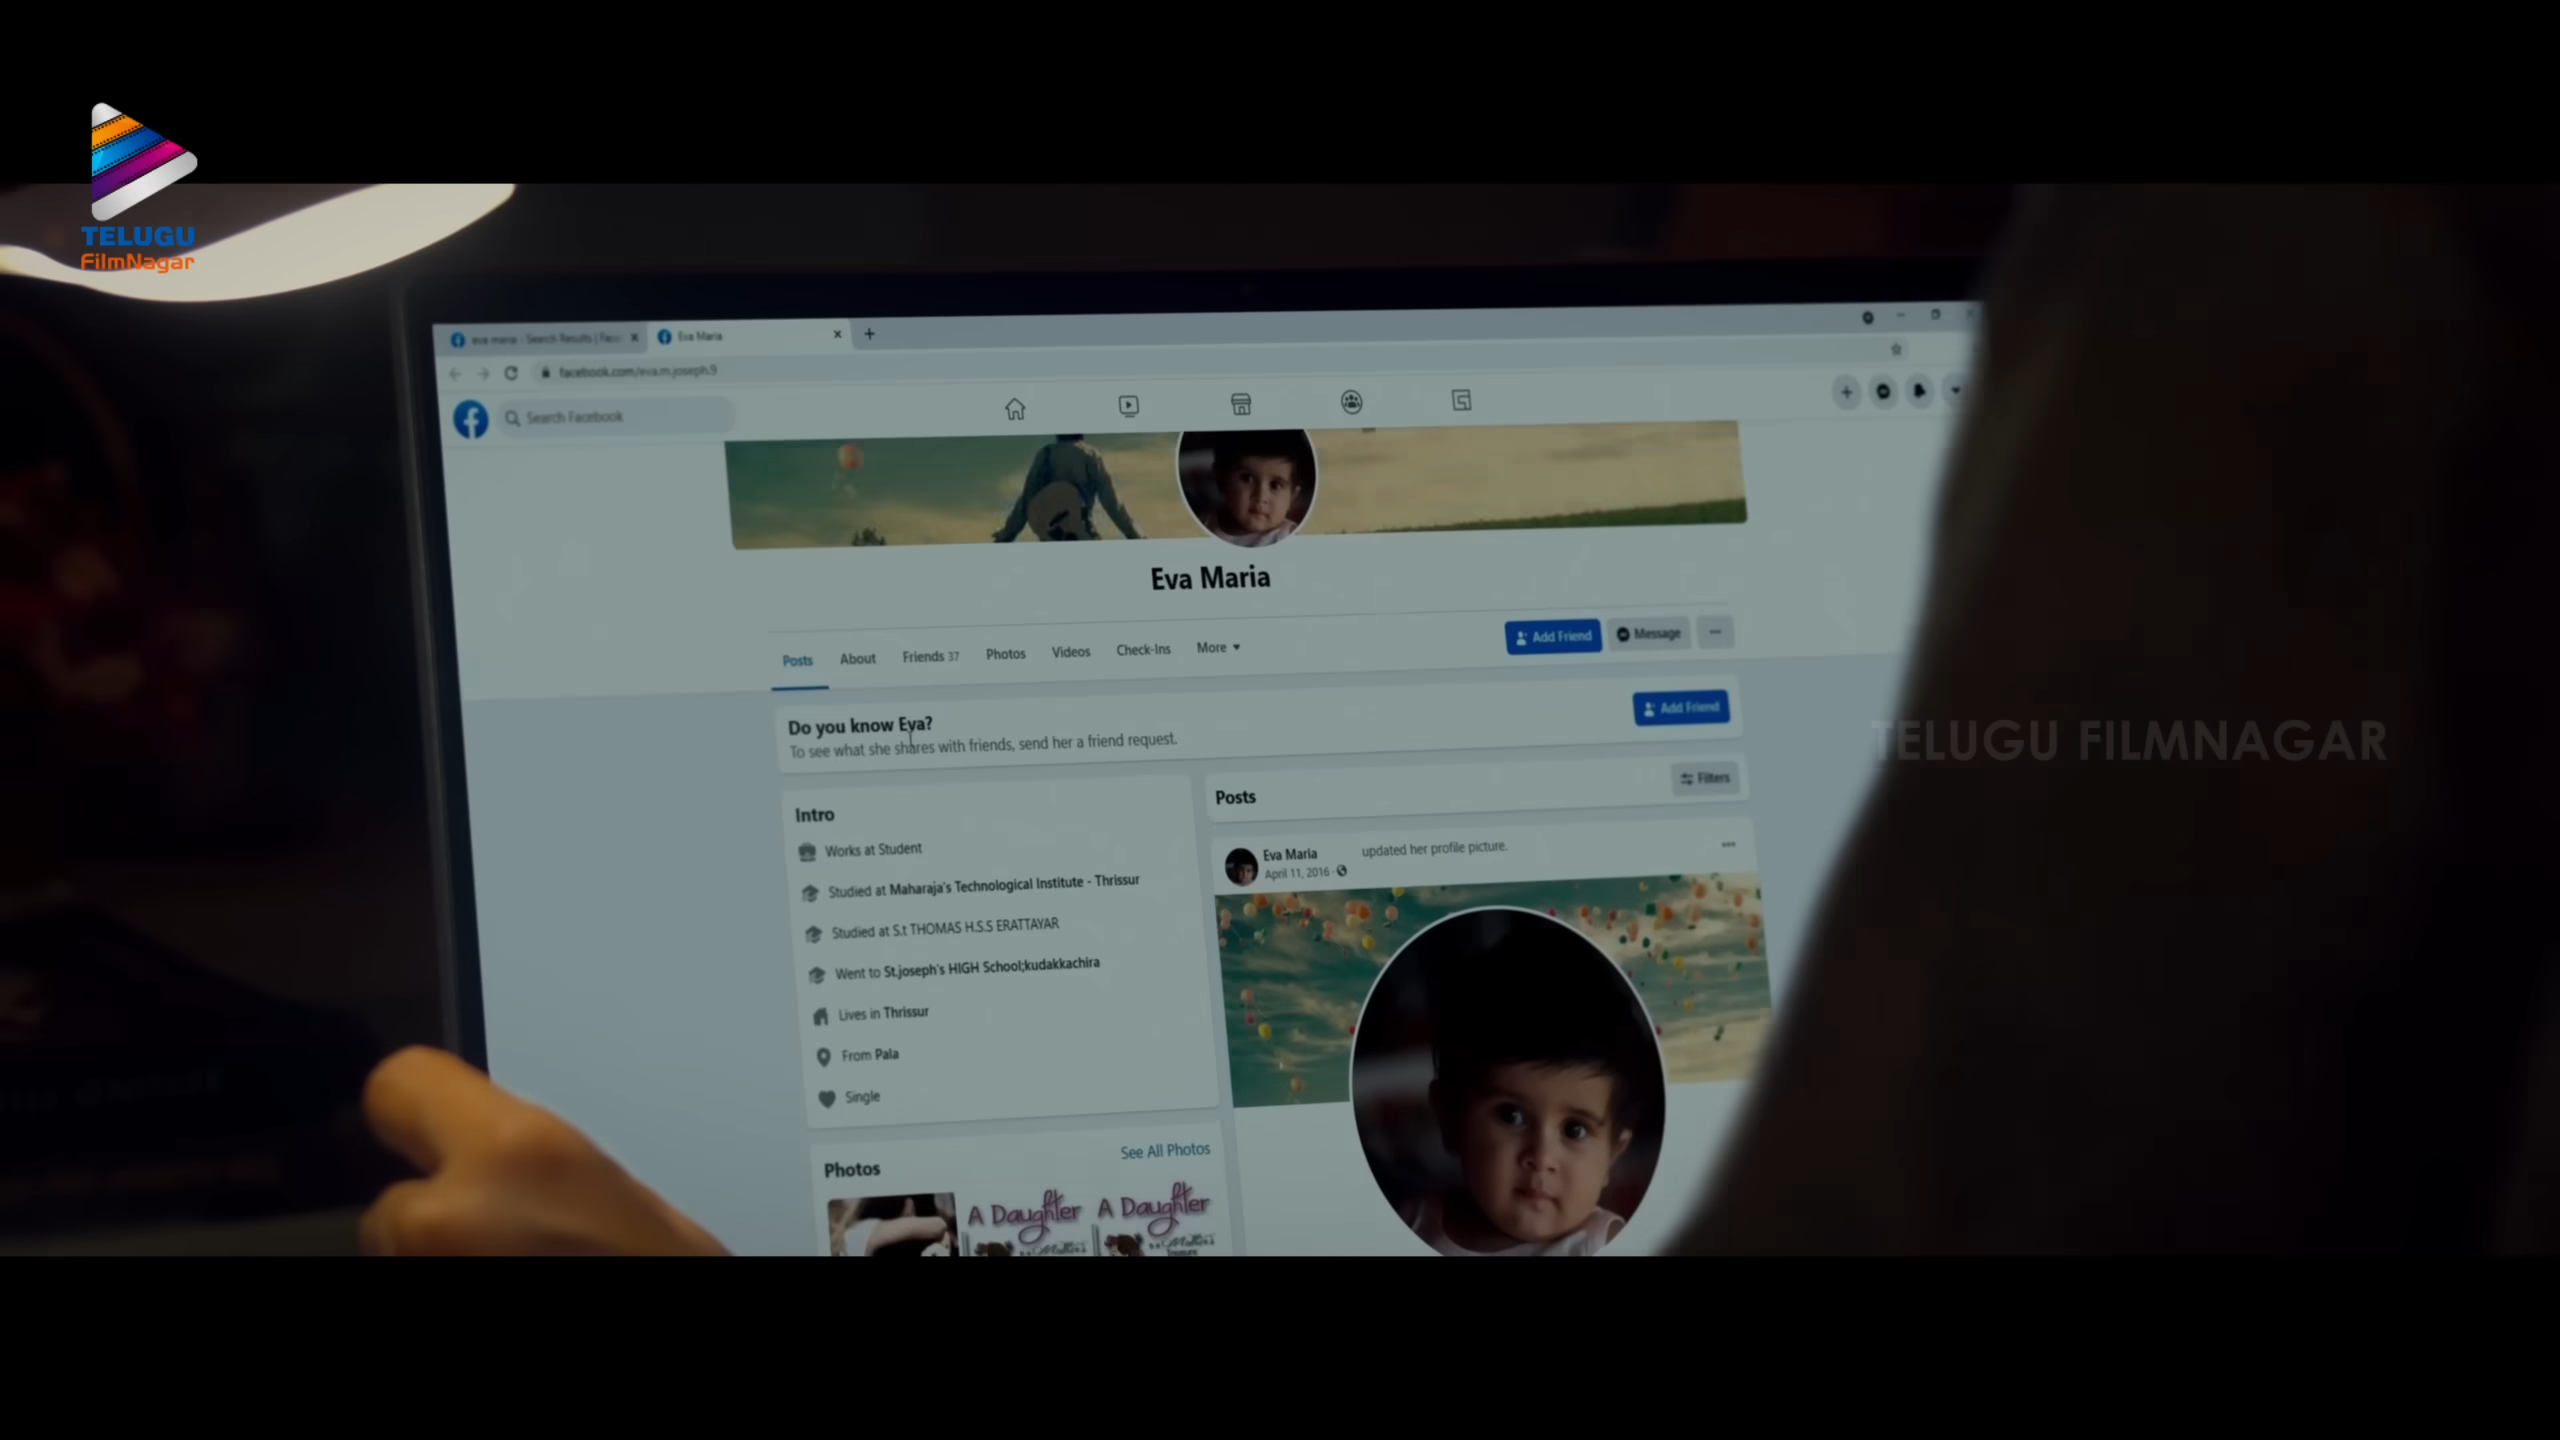 TELUGU
FilmNagar
eva maria - Search Results | Face
Eva Maria
facebook.com/eva.m.joseph.9
Search Facebook
Eva Maria
Posts About Friends 37 Photos Videos Check-Ins More
Add Friend Message
Do you know Eva?
To see what she shares with friends, send her a friend request.
Add Friend
TELUGU FILMNAGAR
Intro
Works at Student
Studied at Maharaja's Technological Institute - Thrissur
Studied at S.t THOMAS H.S.S ERATTAYAR
Went to St.joseph's HIGH School;kudakkachira
Lives in Thrissur
From Pala
Single
Photos
See All Photos
A Daughter
A Daughter
Posts
Filters
Eva Maria updated her profile picture.
April 11, 2016